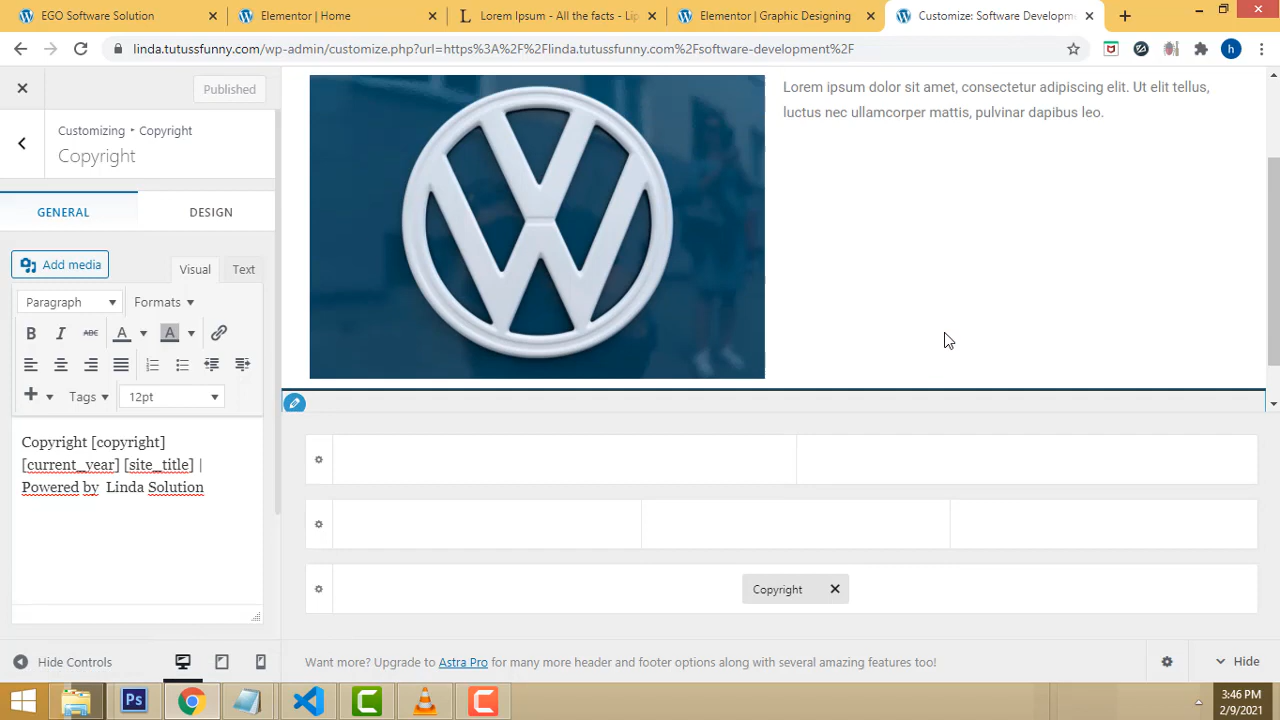 EGO Software Solution
Elementor | Home
Lorem Ipsum - All the facts - Lip
Elementor | Graphic Designing
Customize: Software Developm
linda.tutussfunny.com/wp-admin/customize.php?url=https%3A%2F%2Flinda.tutussfunny.com%2Fsoftware-development%2F
h
Published
Customizing ▸ Copyright
Copyright
GENERAL
DESIGN
Add media
Visual
Text
Paragraph
Formats
B
I
ABC
A
A
Tags
12pt
Copyright [copyright]
[current_year] [site_title] |
Powered by Linda Solution
Lorem ipsum dolor sit amet, consectetur adipiscing elit. Ut elit tellus,
luctus nec ullamcorper mattis, pulvinar dapibus leo.
Copyright
Hide Controls
Want more? Upgrade to Astra Pro for many more header and footer options along with several amazing features too!
Hide
Ps
3:46 PM
2/9/2021